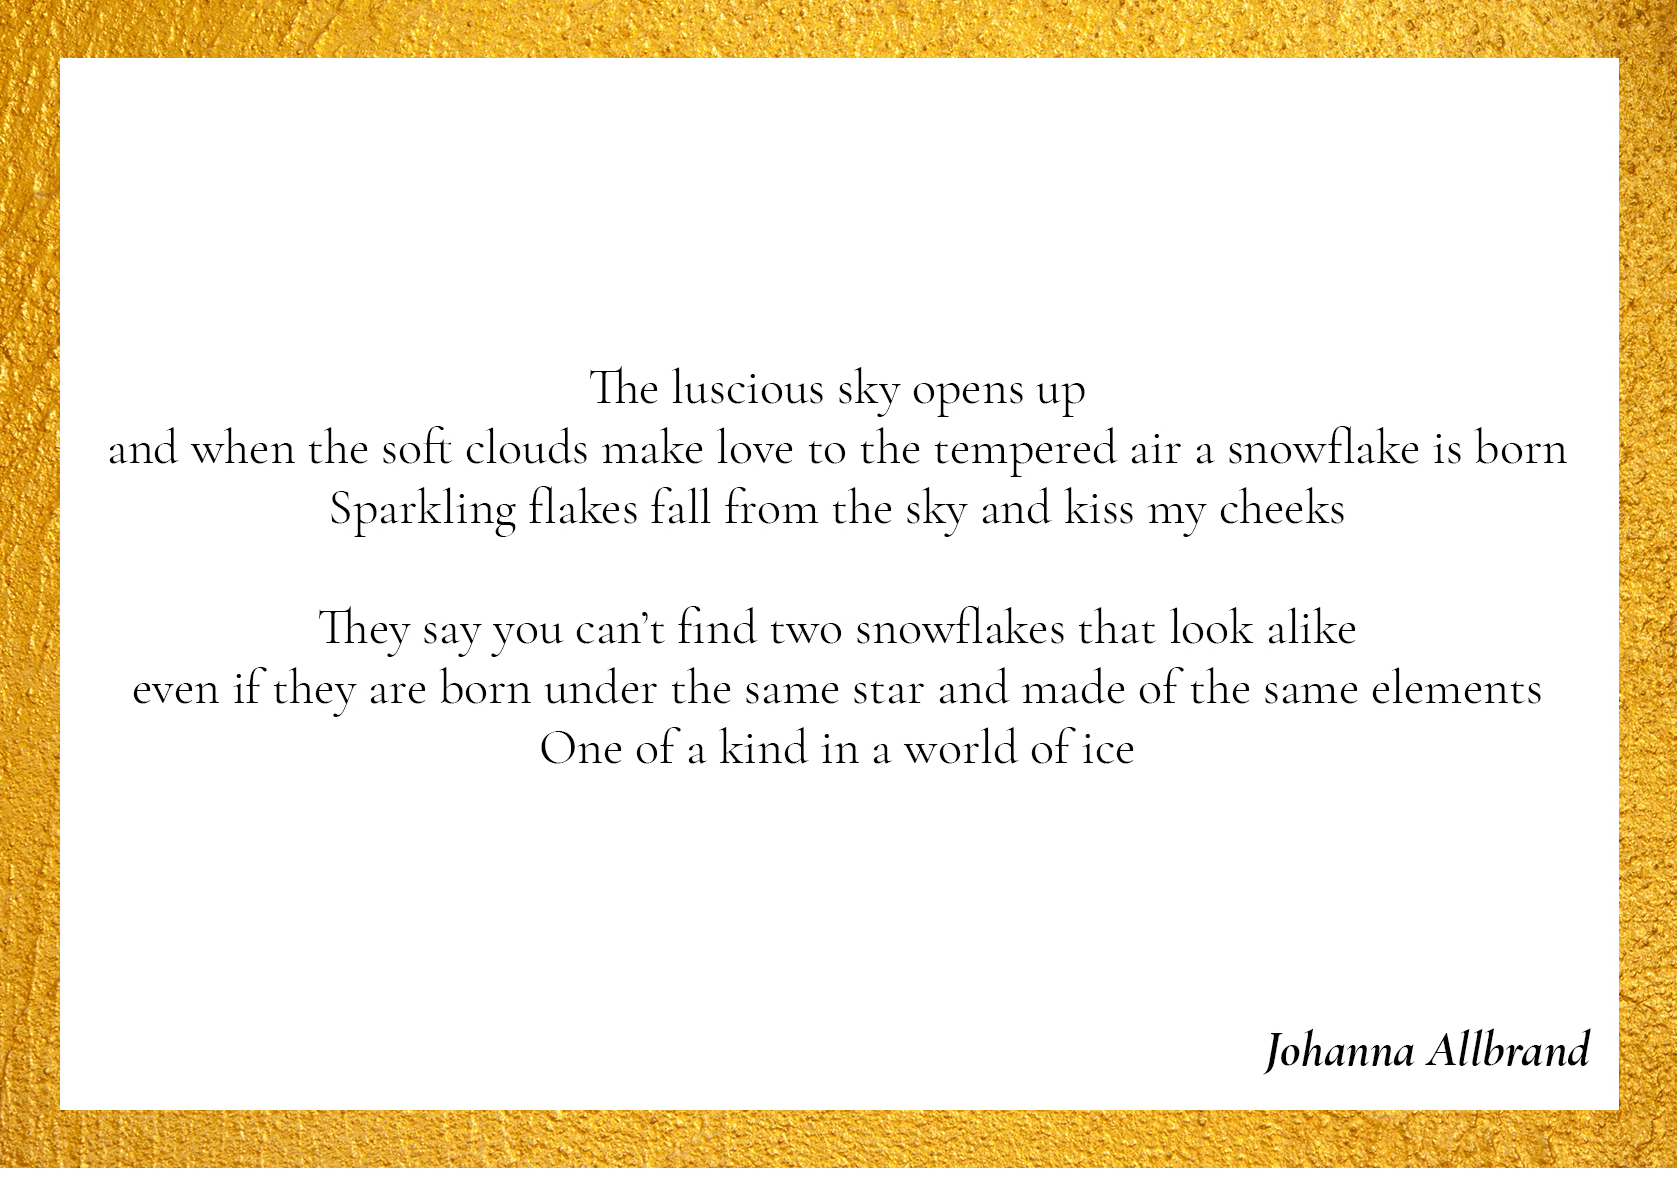 The luscious sky opens up
and when the soft clouds make love to the tempered air a snowflake is born
Sparkling flakes fall from the sky and kiss my cheeks
They say you can’t find two snowflakes that look alike
even if they are born under the same star and made of the same elements
One of a kind in a world of ice
Johanna Allbrand